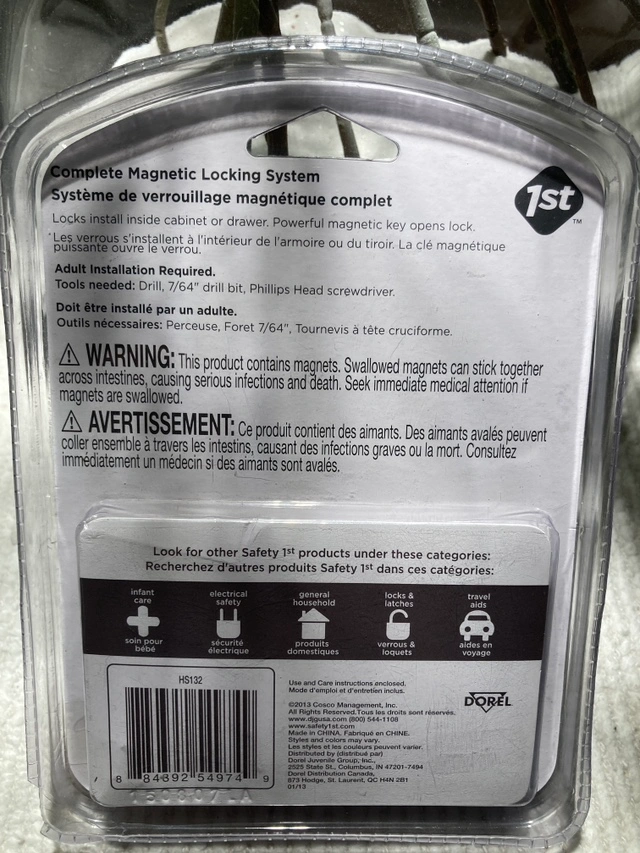 Complete Magnetic Locking System
Système de verrouillage magnétique complet
1st
TM
Locks install inside cabinet or drawer. Powerful magnetic key opens lock.
Les verrous s'installent à l'intérieur de l'armoire ou du tiroir. La clé magnétique
puissante ouvre le verrou.
Adult Installation Required.
Tools needed: Drill, 7/64" drill bit, Phillips Head screwdriver.
Doit être installé par un adulte.
Outils nécessaires: Perceuse, Foret 7/64", Tournevis à tête cruciforme.
WARNING: This product contains magnets. Swallowed magnets can stick together
across intestines, causing serious infections and death. Seek immediate medical attention if
magnets are swallowed.
AVERTISSEMENT: Ce produit contient des aimants. Des aimants avalés peuvent
coller ensemble à travers les intestins, causant des infections graves ou la mort. Consultez
immédiatement un médecin si des aimants sont avalés.
Look for other Safety 1st products under these categories:
Recherchez d'autres produits Safety 1st dans ces catégories:
infant
care
soin pour
bébé
electrical
safety
sécurité
électrique
general
household
produits
domestiques
locks &
latches
verrous &
loquets
travel
aids
aides en
voyage
HS132
8 84392 54974 9
Use and Care instructions enclosed.
Mode d'emploi et d'entretien inclus.
©2013 Cosco Management, Inc.
All Rights Reserved.Tous les droits sont réservés.
www.djgusa.com (800) 544-1108
www.safety1st.com
Made in CHINA. Fabriqué en CHINE.
Styles and colors may vary.
Les styles et les couleurs peuvent varier.
Distributed by (distribué par)
Dorel Juvenile Group, Inc.,
2525 State St., Columbus, IN 47201-7494
Dorel Distribution Canada,
873 Hodge, St. Laurent, QC H4N 2B1
01/13
DOREL